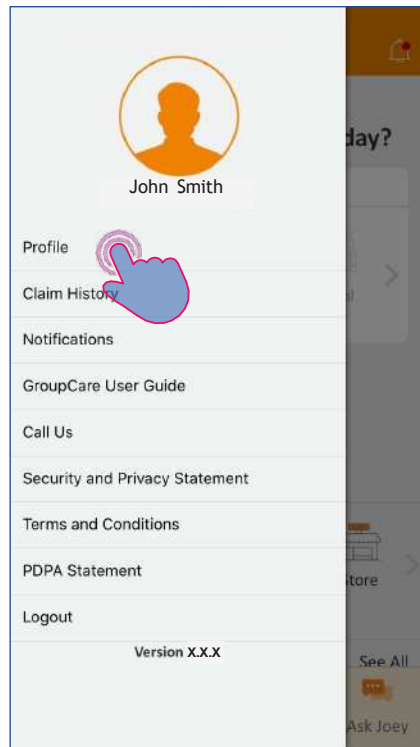 day?
John Smith
Profile
Claim History
Notifications
GroupCare User Guide
Call Us
Security and Privacy Statement
Terms and Conditions
PDPA Statement
tore
Logout
Version X.X.X
See All
Ask Joey